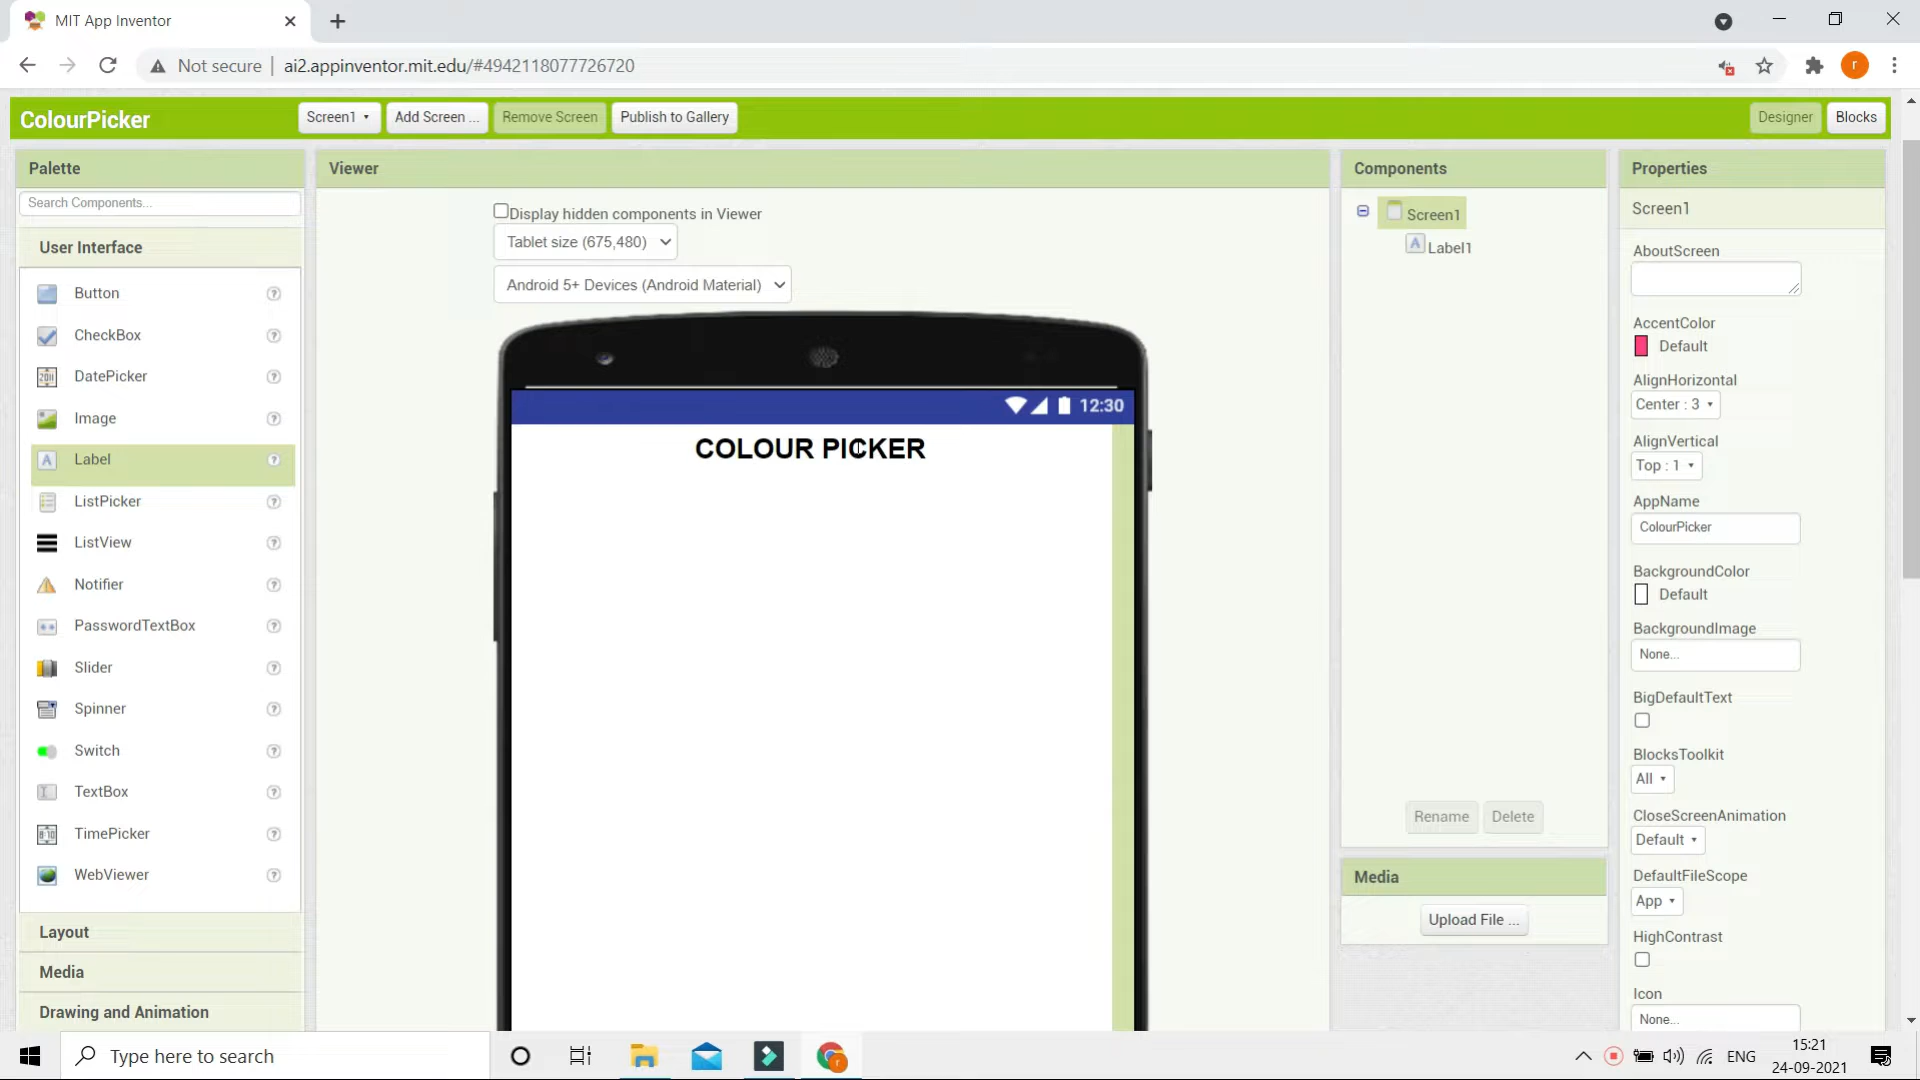 MIT App Inventor
Not secure
ai2.appinventor.mit.edu/#4942118077726720
r
ColourPicker
Screen1
Add Screen ...
Remove Screen
Publish to Gallery
Designer
Blocks
Palette
Search Components...
User Interface
Button
CheckBox
DatePicker
Image
Label
ListPicker
ListView
Notifier
PasswordTextBox
Slider
Spinner
Switch
TextBox
TimePicker
WebViewer
Layout
Media
Drawing and Animation
Viewer
Display hidden components in Viewer
Tablet size (675,480)
Android 5+ Devices (Android Material)
12:30
COLOUR PICKER
Components
Screen1
Label1
Rename
Delete
Media
Upload File ...
Properties
Screen1
AboutScreen
AccentColor
Default
AlignHorizontal
Center : 3
AlignVertical
Top : 1
AppName
ColourPicker
BackgroundColor
Default
BackgroundImage
None...
BigDefaultText
BlocksToolkit
All
CloseScreenAnimation
Default
DefaultFileScope
App
HighContrast
Icon
None...
Type here to search
ENG
15:21
24-09-2021